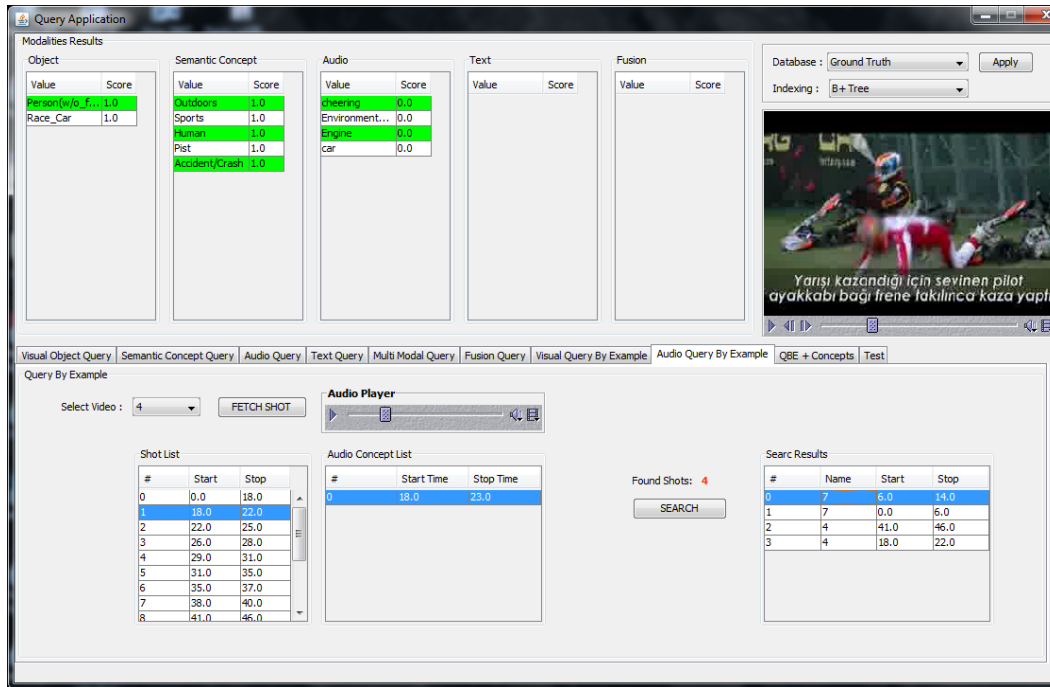 Query Application
Modalities Results
Object
Value Score
Person(w/o_f... 1.0
Race_Car 1.0
Semantic Concept
Value Score
Outdoors 1.0
Sports 1.0
Human 1.0
Pist 1.0
Accident/Crash 1.0
Audio
Value Score
cheering 0.0
Environment... 0.0
Engine 0.0
car 0.0
Text
Value Score
Fusion
Value Score
Database : Ground Truth Apply
Indexing : B+ Tree
Yarışı kazandığı için sevinen pilot
ayakkabı bağı frene takılınca kaza yaptı
Visual Object Query Semantic Concept Query Audio Query Text Query Multi Modal Query Fusion Query Visual Query By Example Audio Query By Example QBE + Concepts Test
Query By Example
Select Video : 4 FETCH SHOT
Audio Player
Shot List
# Start Stop
0 0.0 18.0
1 18.0 22.0
2 22.0 25.0
3 26.0 28.0
4 29.0 31.0
5 31.0 35.0
6 35.0 37.0
7 38.0 40.0
8 41.0 46.0
Audio Concept List
# Start Time Stop Time
0 18.0 23.0
Found Shots: 4
SEARCH
Searc Results
# Name Start Stop
0 7 6.0 14.0
1 7 0.0 6.0
2 4 41.0 46.0
3 4 18.0 22.0